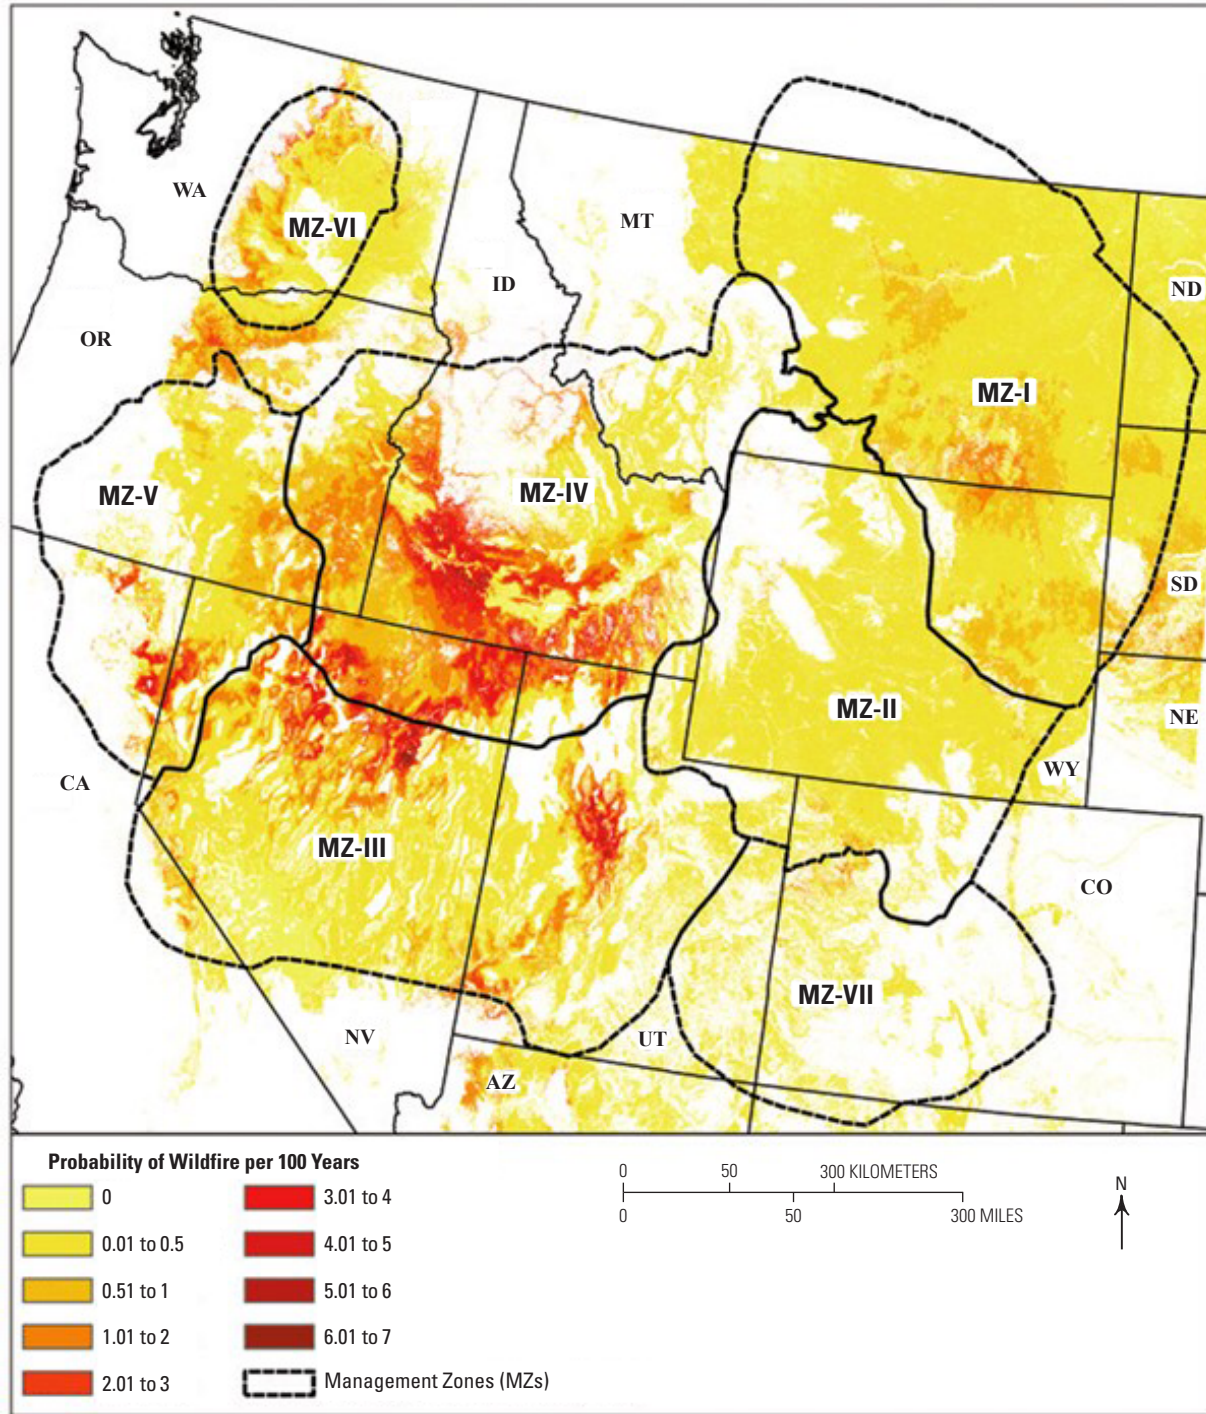 WA
MZ-VI
MT
ID
ND
OR
MZ-I
MZ-V
MZ-IV
SD
MZ-II
NE
WY
CA
MZ-III
CO
MZ-VII
NV
UT
AZ
Probability of Wildfire per 100 Years
0
0.01 to 0.5
0.51 to 1
1.01 to 2
2.01 to 3
3.01 to 4
4.01 to 5
5.01 to 6
6.01 to 7
Management Zones (MZs)
0 50 300 KILOMETERS
0 50 300 MILES
N